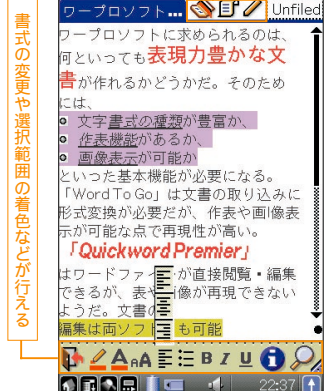 書式の変更や選択範囲の着色などが行える
ワープロソフト...
Unfiled
ワープロソフトに求められるのは、
何といっても表現力豊かな文
書が作れるかどうかだ。そのため
には、
文字書式の種類が豊富か、
作表機能があるか、
画像表示が可能か
といった基本機能が必要になる。
「Word To Go」は文書の取り込みに
形式変換が必要だが、作表や画像表
示が可能な点で再現性が高い。
「Quickword Premier」
はワードファイ が直接閲覧・編集
できるが、表や 像が再現できない
ようだ。文書の
編集は両ソフト も可能
A AA B I U
22:37